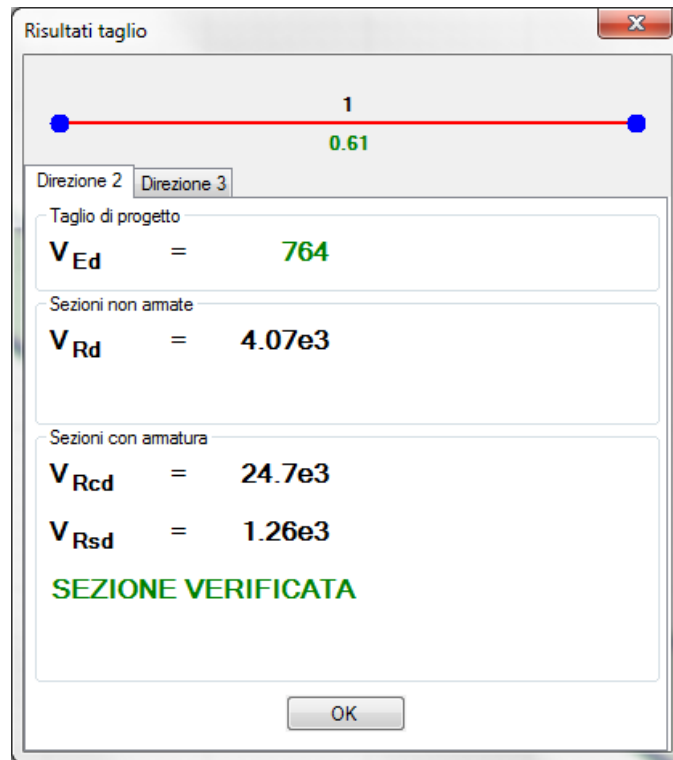 Risultati taglio
1
0.61
Direzione 2 Direzione 3
Taglio di progetto
VEd = 764
Sezioni non armate
VRd = 4.07e3
Sezioni con armatura
VRcd = 24.7e3
VRsd = 1.26e3
SEZIONE VERIFICATA
OK